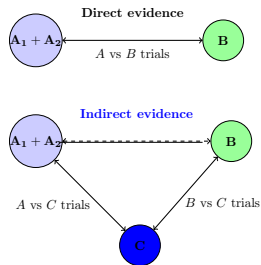 Direct evidence
A₁ + A₂
B
A vs B trials
Indirect evidence
A₁ + A₂
B
A vs C trials
B vs C trials
C